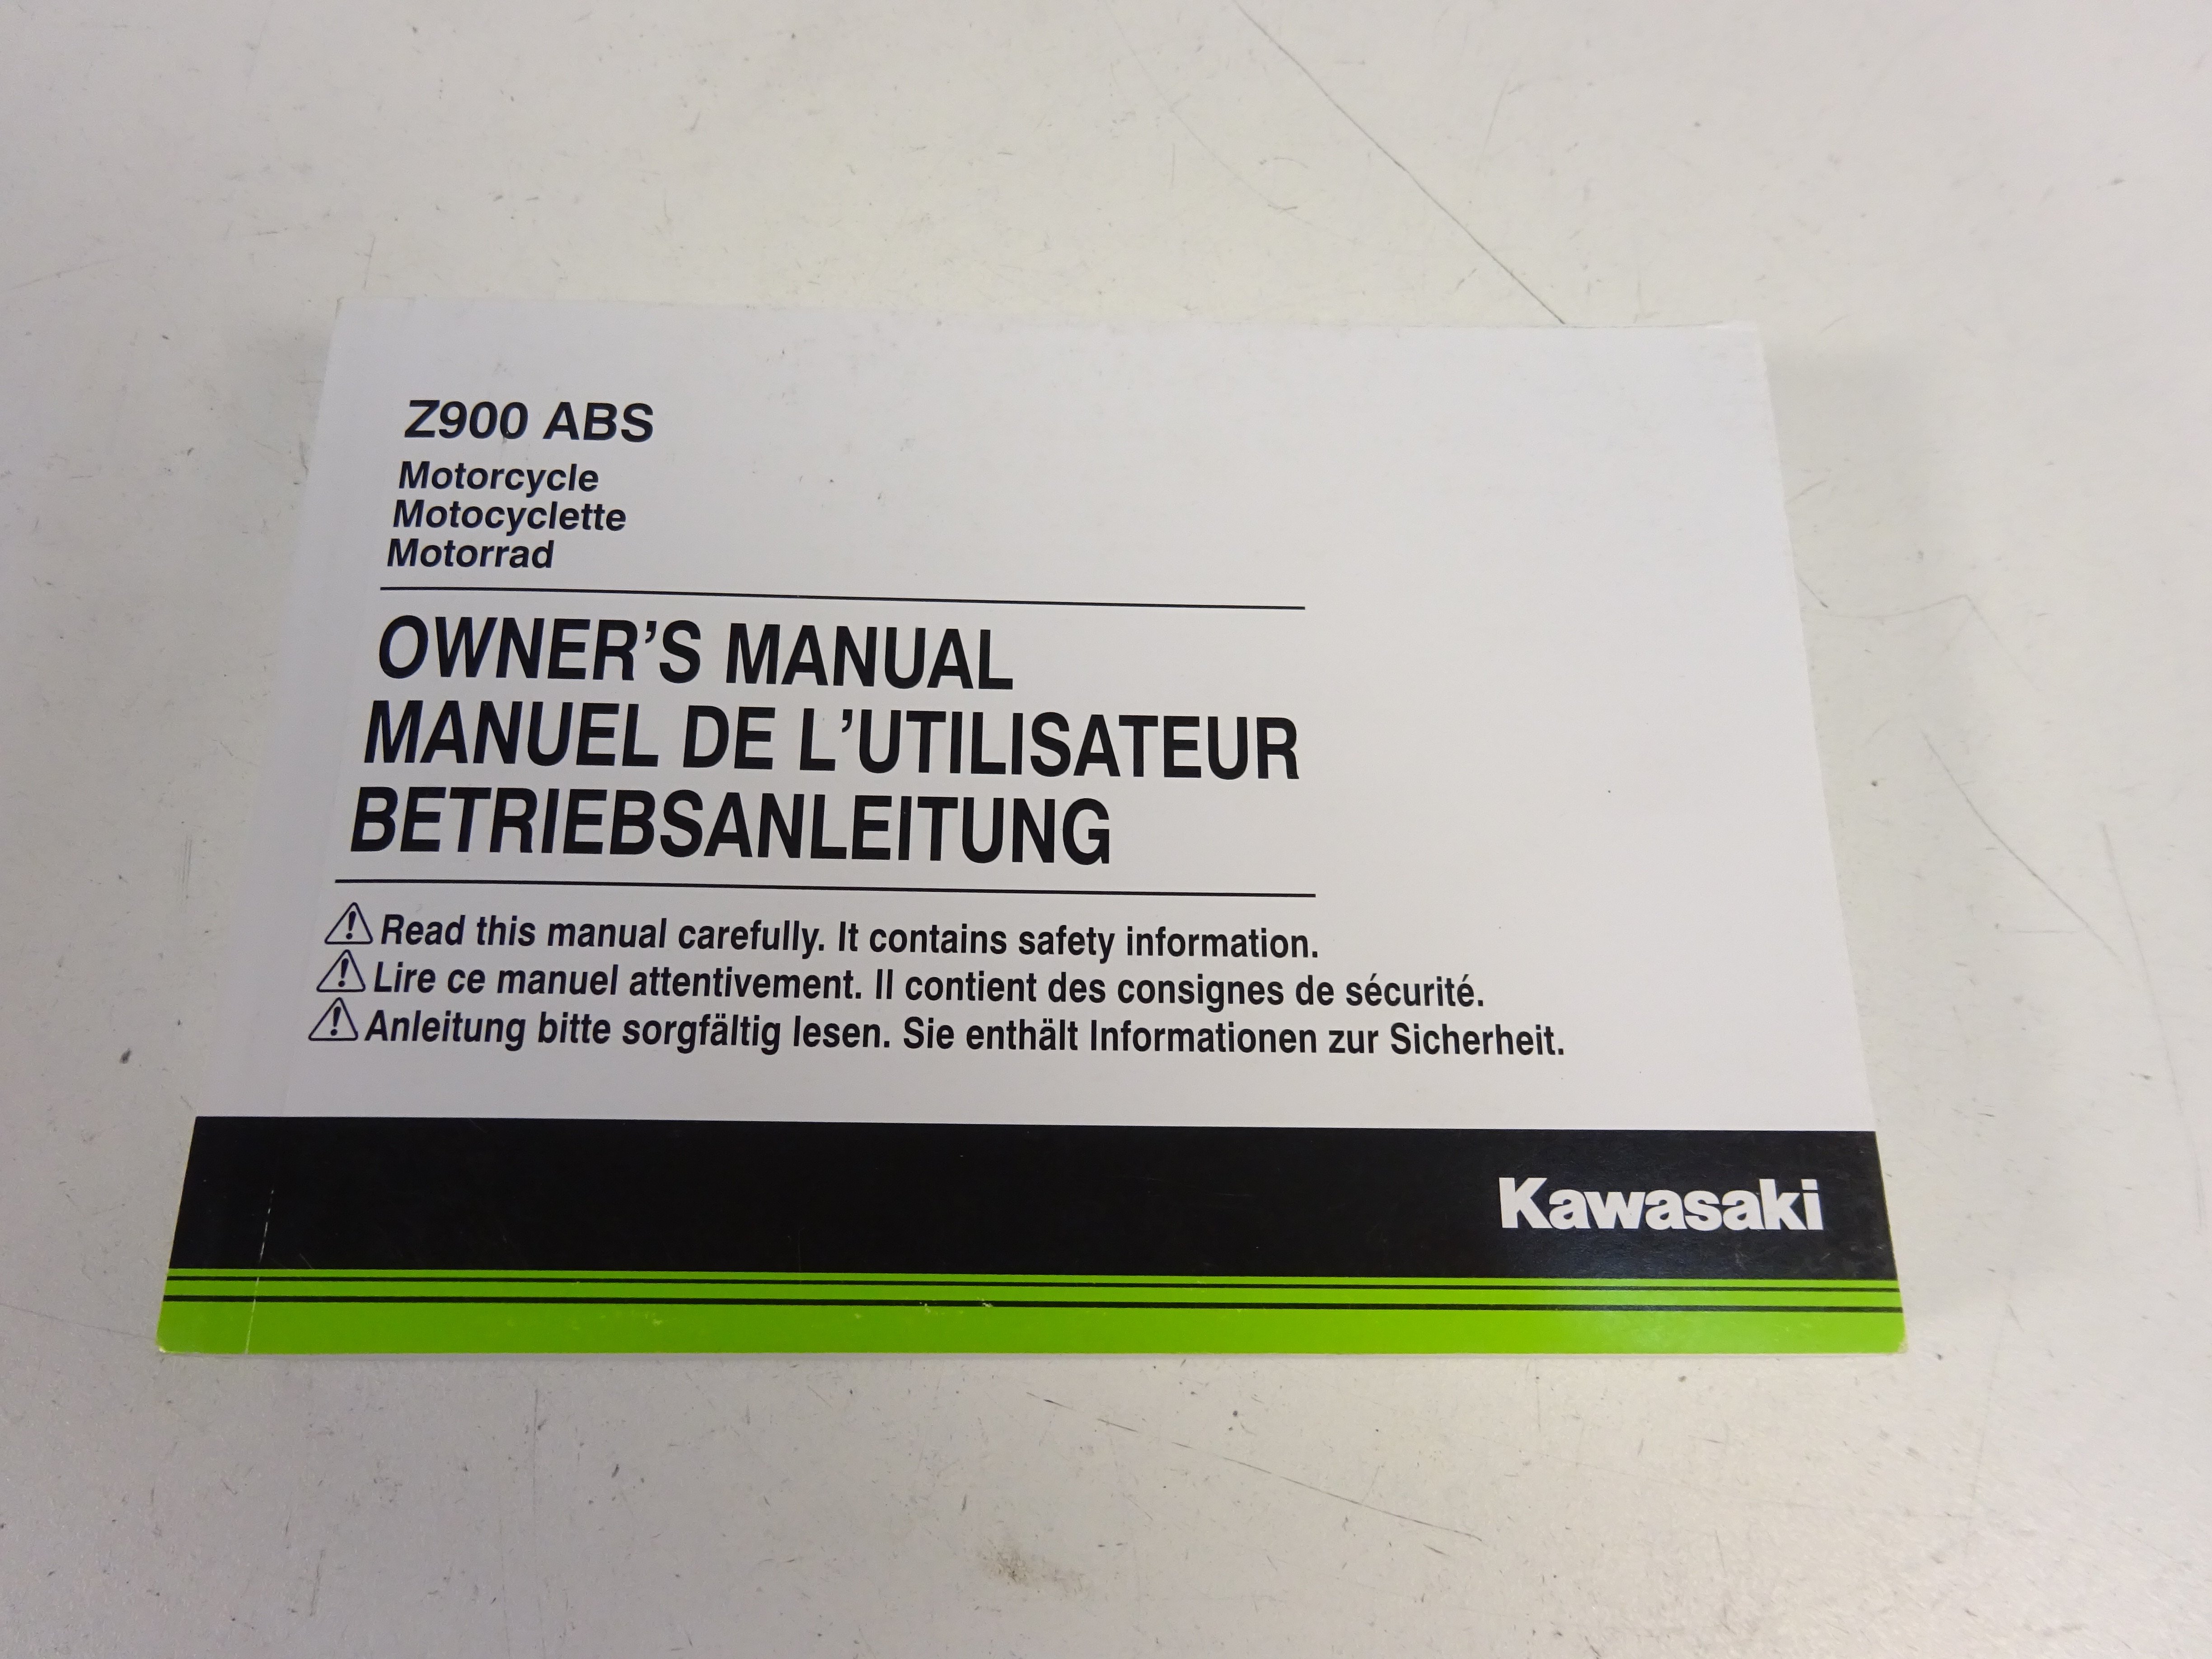 Z900 ABS
Motorcycle
Motocyclette
Motorrad
OWNER'S MANUAL
MANUEL DE L'UTILISATEUR
BETRIEBSANLEITUNG
Read this manual carefully. It contains safety information.
Lire ce manuel attentivement. Il contient des consignes de sécurité.
Anleitung bitte sorgfältig lesen. Sie enthält Informationen zur Sicherheit.
Kawasaki